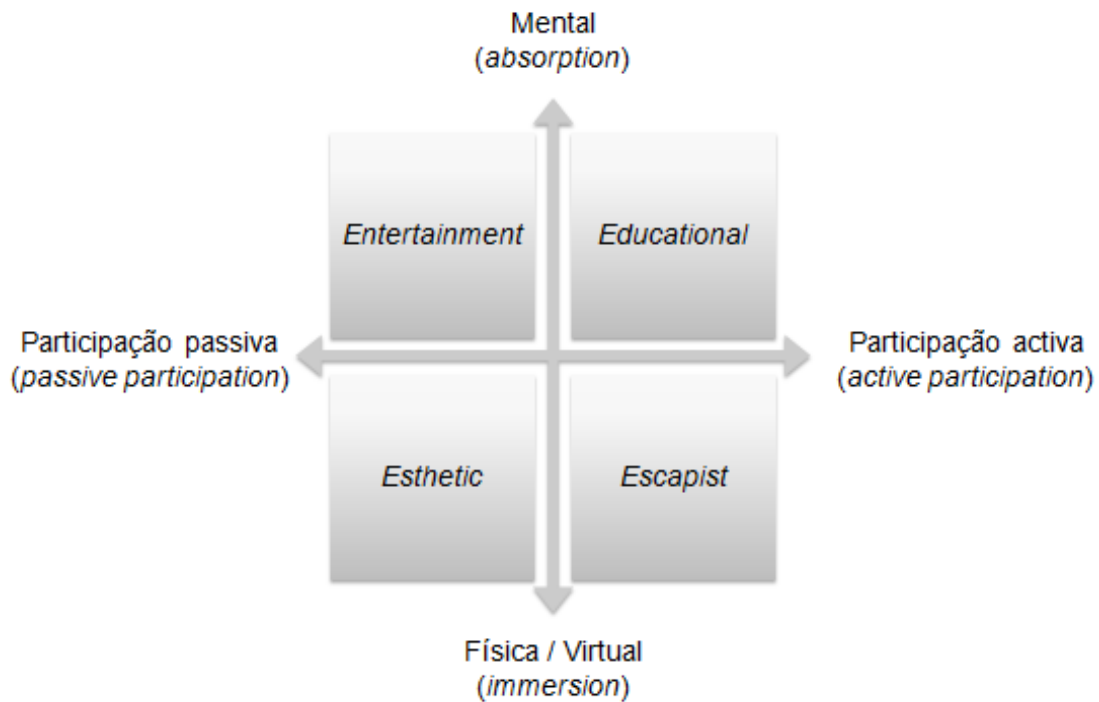 Mental
(absorption)
Entertainment
Educational
Participação passiva
(passive participation)
Participação activa
(active participation)
Esthetic
Escapist
Física / Virtual
(immersion)